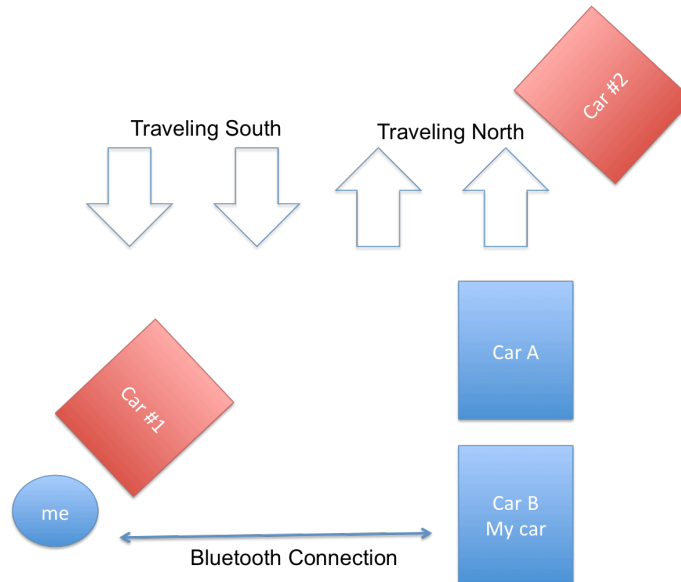 Car #2
Traveling South
Traveling North
Car A
Car #1
me
Car B
My car
Bluetooth Connection